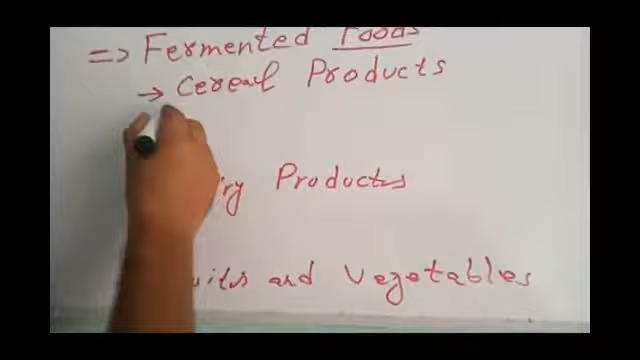 => Fermented Foods
→ Cereal Products
Products
and Vegetables